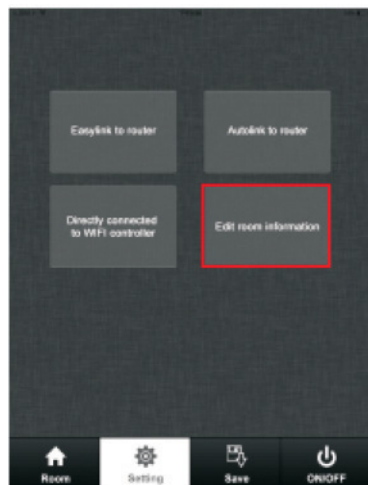 Easylink to router
Autolink to router
Directly connected
to WIFI controller
Edit room information
Room
Setting
Save
ON/OFF